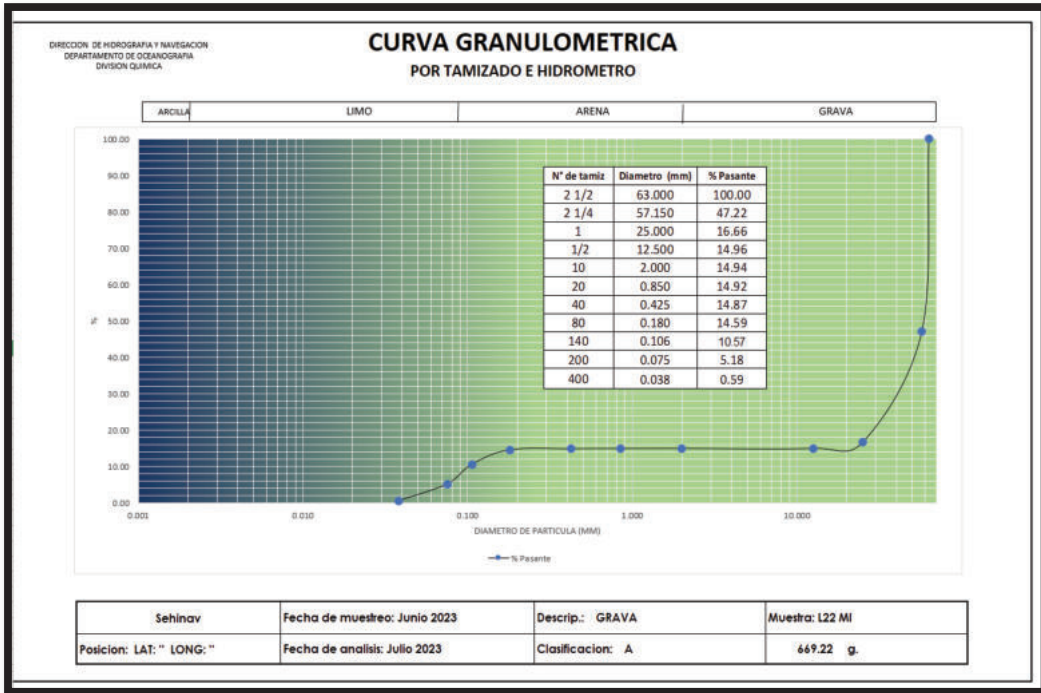 DIRECCION DE HIDROGRAFIA Y NAVEGACION
DEPARTAMENTO DE OCEANOGRAFIA
DIVISION QUIMICA
CURVA GRANULOMETRICA
POR TAMIZADO E HIDROMETRO
ARCILLA LIMO ARENA GRAVA
100.00
90.00
80.00
70.00
60.00
50.00
40.00
30.00
20.00
10.00
0.00
%
N° de tamiz Diametro (mm) % Pasante
2 1/2 63.000 100.00
2 1/4 57.150 47.22
1 25.000 16.66
1/2 12.500 14.96
10 2.000 14.94
20 0.850 14.92
40 0.425 14.87
80 0.180 14.59
140 0.106 10.57
200 0.075 5.18
400 0.038 0.59
0.001 0.010 0.100 1.000 10.000
DIAMETRO DE PARTICULA (MM)
% Pasante
Sehinav Fecha de muestreo: Junio 2023 Descrip.: GRAVA Muestra: L22 MI
Posicion: LAT: " LONG: " Fecha de analisis: Julio 2023 Clasificacion: A 669.22 g.